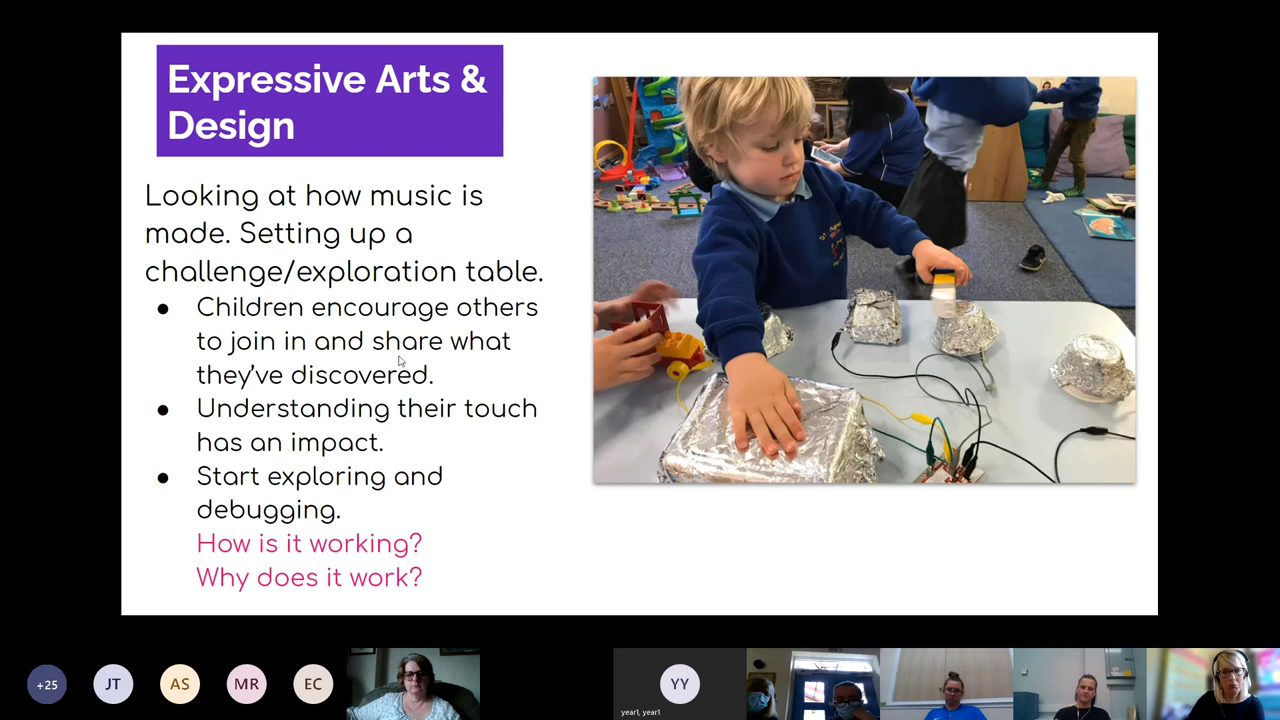 Expressive Arts &
Design
Looking at how music is
made. Setting up a
challenge/exploration table.
● Children encourage others
to join in and share what
they've discovered.
● Understanding their touch
has an impact.
● Start exploring and
debugging.
How is it working?
Why does it work?
+25
JT
AS
MR
EC
YY
year1, year1